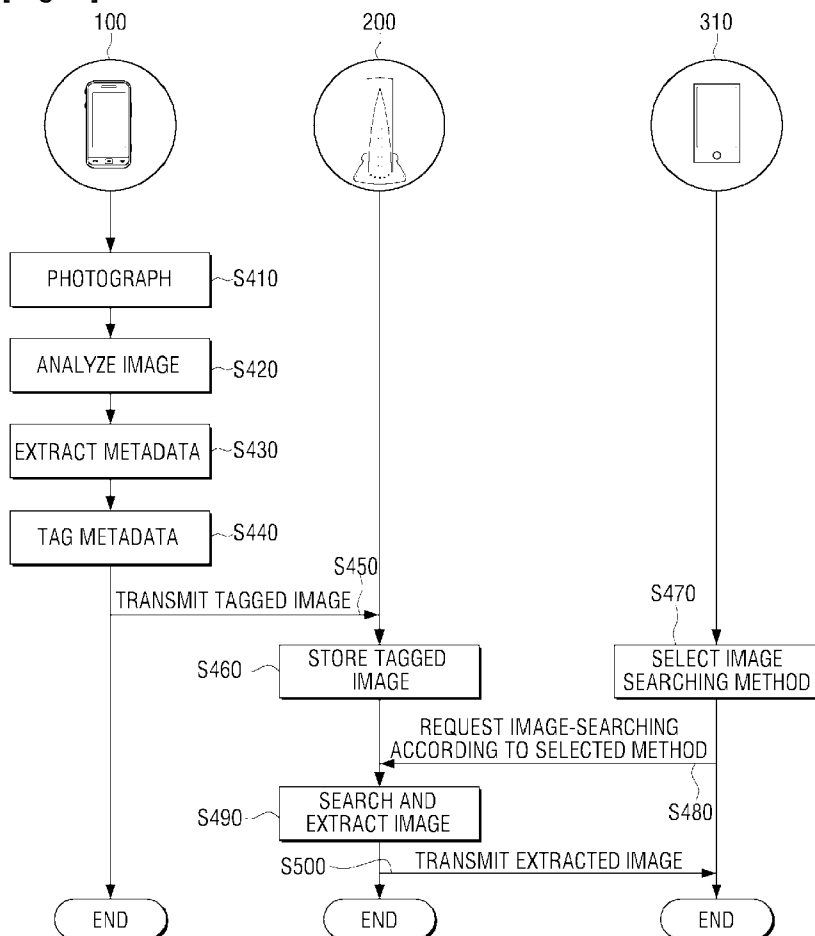 100
200
310
PHOTOGRAPH
S410
ANALYZE IMAGE
S420
EXTRACT METADATA
S430
TAG METADATA
S440
S450
TRANSMIT TAGGED IMAGE
S470
S460
STORE TAGGED
IMAGE
SELECT IMAGE
SEARCHING METHOD
REQUEST IMAGE-SEARCHING
ACCORDING TO SELECTED METHOD
S480
S490
SEARCH AND
EXTRACT IMAGE
S500
TRANSMIT EXTRACTED IMAGE
END
END
END